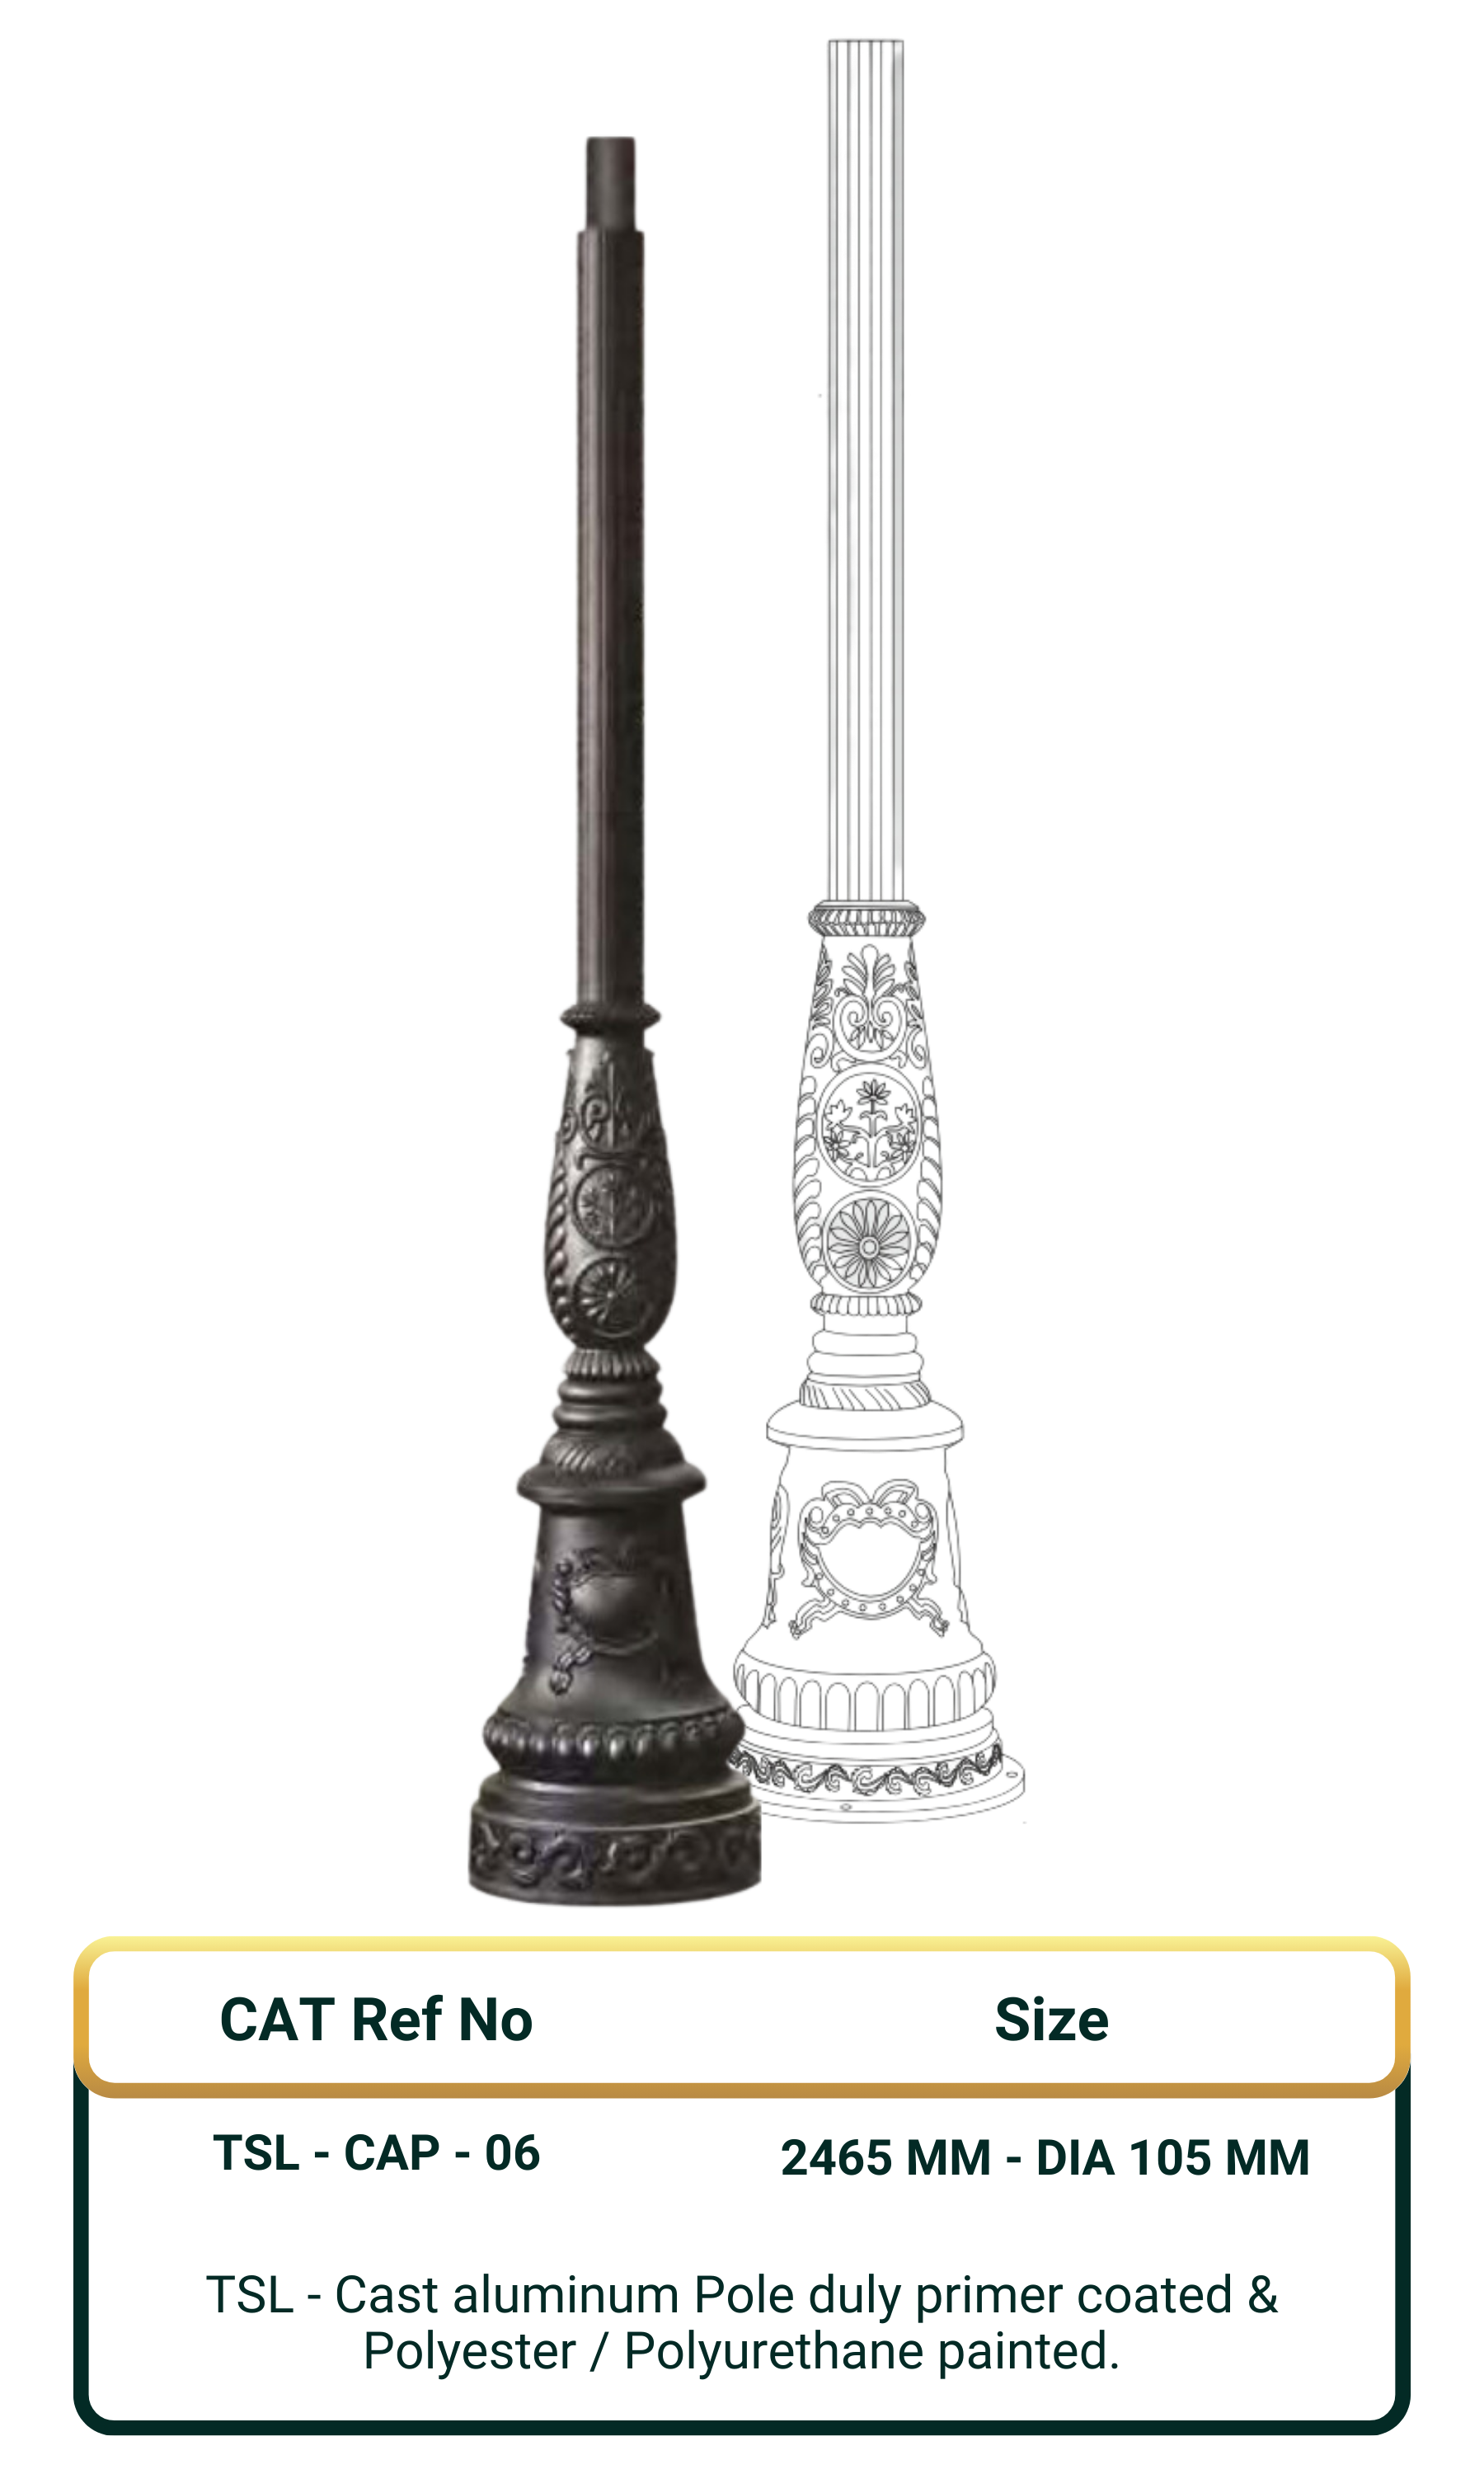 CAT Ref No Size
TSL - CAP - 06 2465 MM - DIA 105 MM
TSL - Cast aluminum Pole duly primer coated &
Polyester / Polyurethane painted.